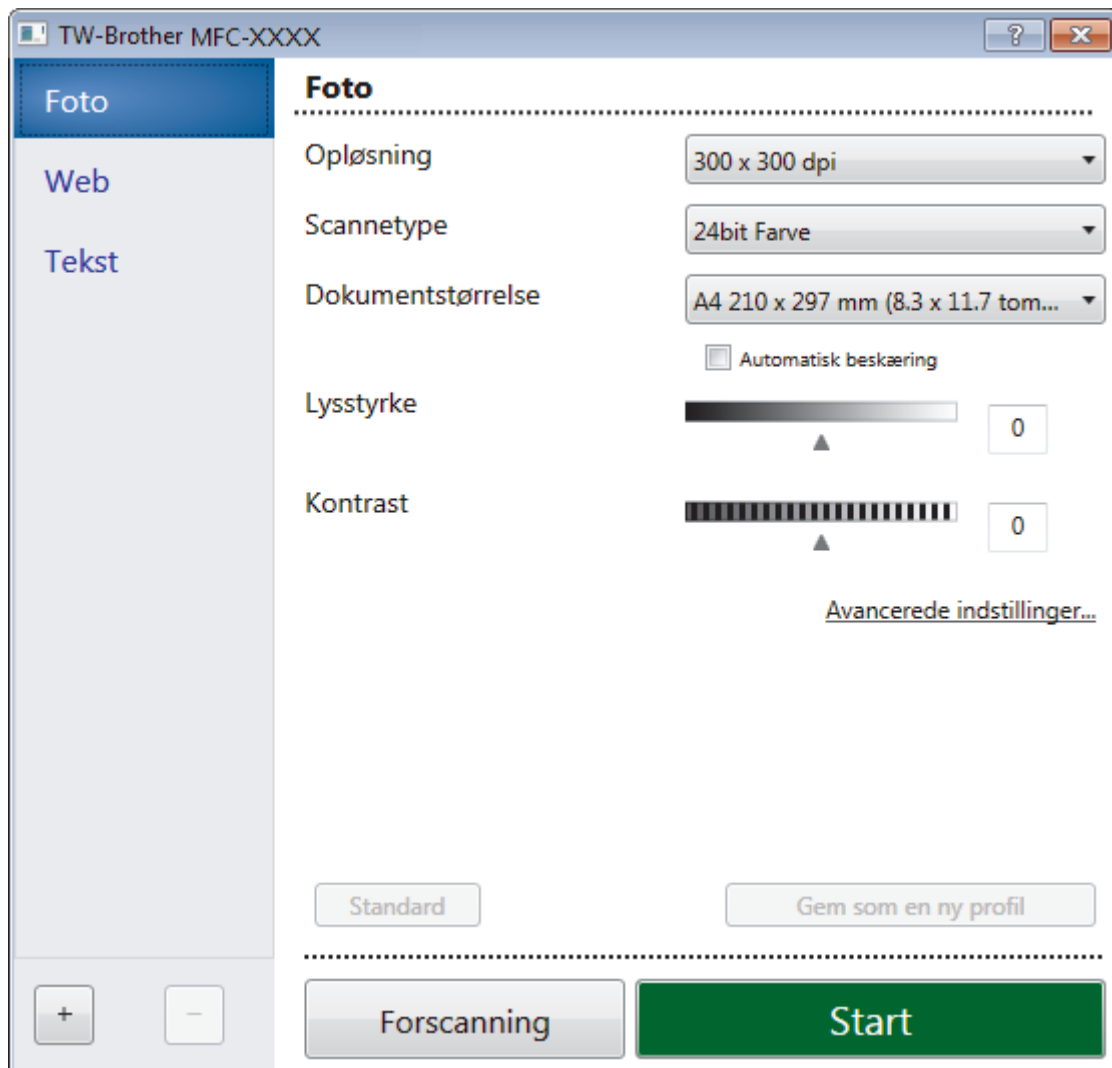 TW-Brother MFC-XXXX
?
Foto
Web
Tekst
Foto
Opløsning
300 x 300 dpi
Scannetype
24bit Farve
Dokumentstørrelse
A4 210 x 297 mm (8.3 x 11.7 tom...
Automatisk beskæring
Lysstyrke
0
Kontrast
0
Avancerede indstillinger...
Standard
Gem som en ny profil
+
−
Forscanning
Start